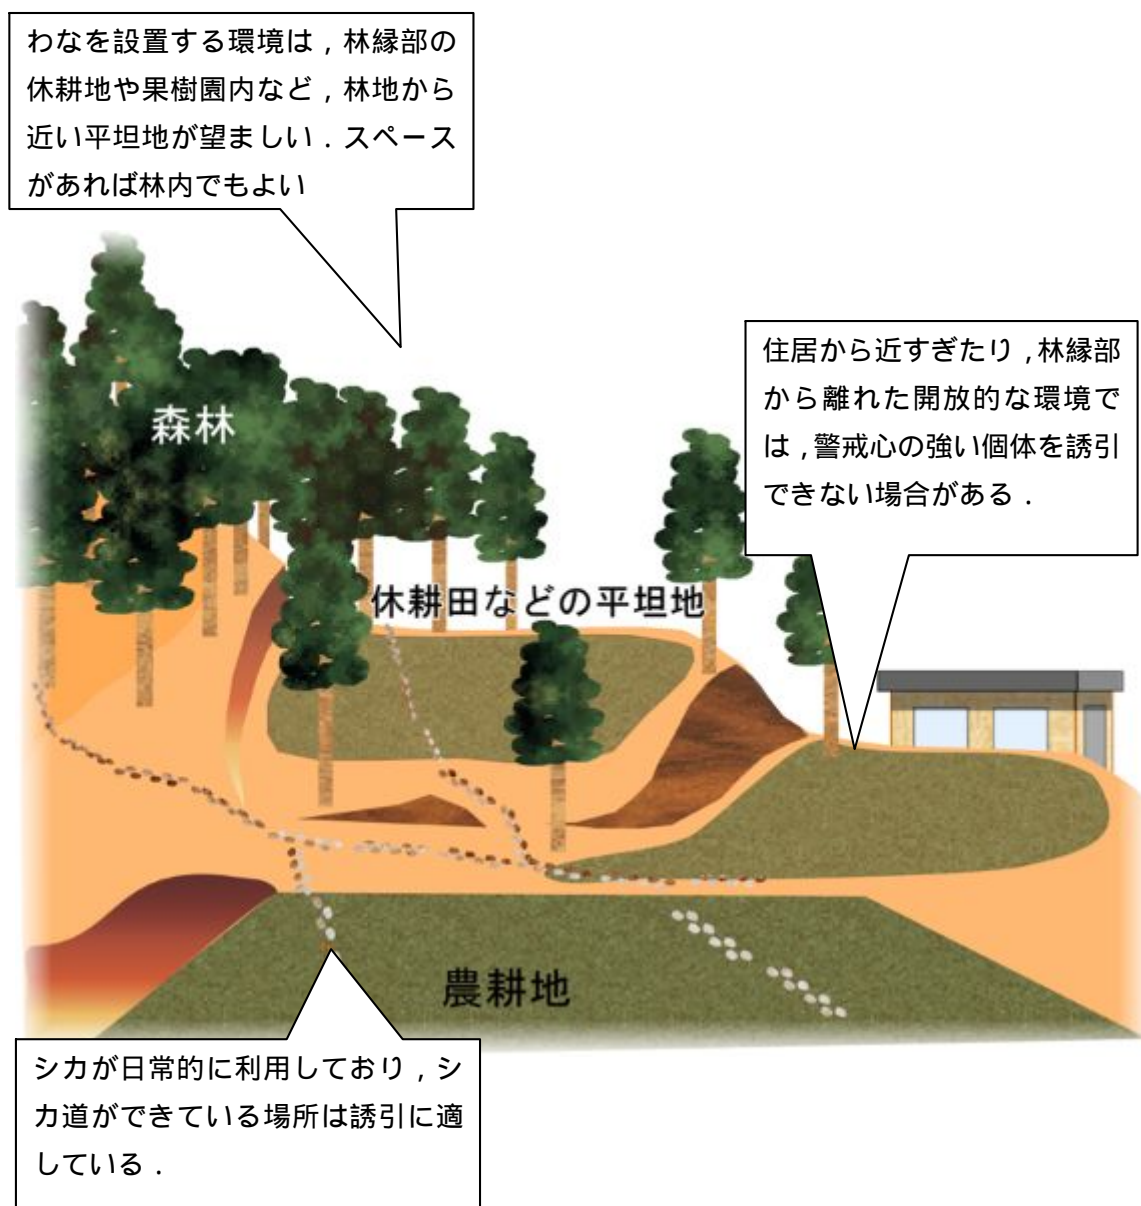 わなを設置する環境は，林縁部の
休耕地や果樹園内など，林地から
近い平坦地が望ましい．スペース
があれば林内でもよい
住居から近すぎたり，林縁部
から離れた開放的な環境で
は，警戒心の強い個体を誘引
できない場合がある．
森林
休耕田などの平坦地
農耕地
シカが日常的に利用しており，シ
カ道ができている場所は誘引に適
している．